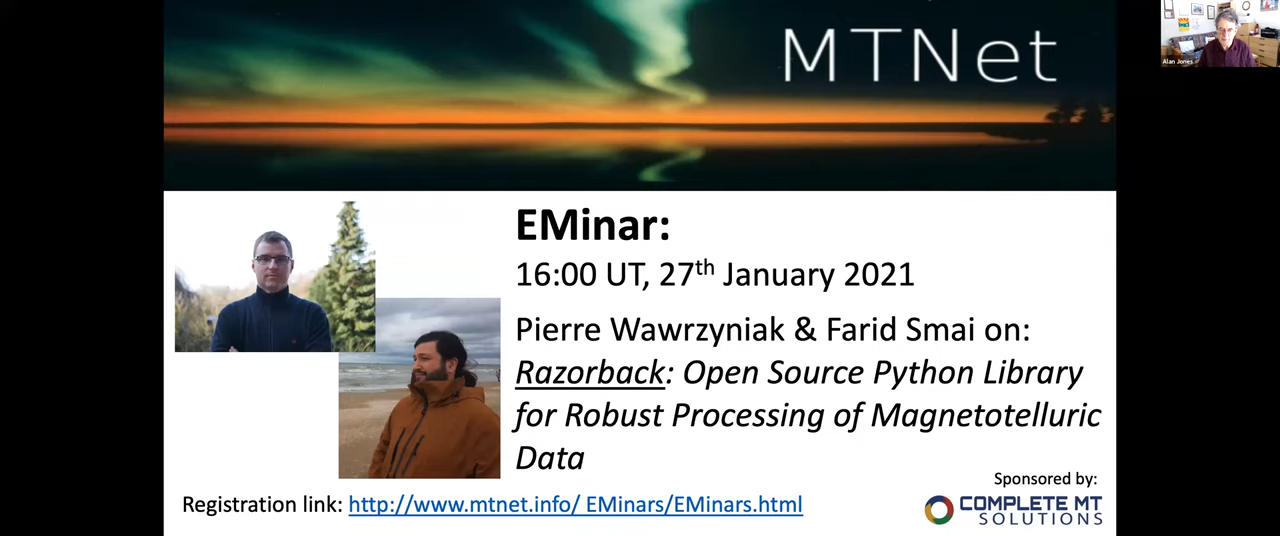 MTNet
Alan Jones
EMinar:
16:00 UT, 27th January 2021
Pierre Wawrzyniak & Farid Smai on:
Razorback: Open Source Python Library
for Robust Processing of Magnetotelluric
Data
Sponsored by:
Registration link: http://www.mtnet.info/ EMinars/EMinars.html
COMPLETE MT
SOLUTIONS